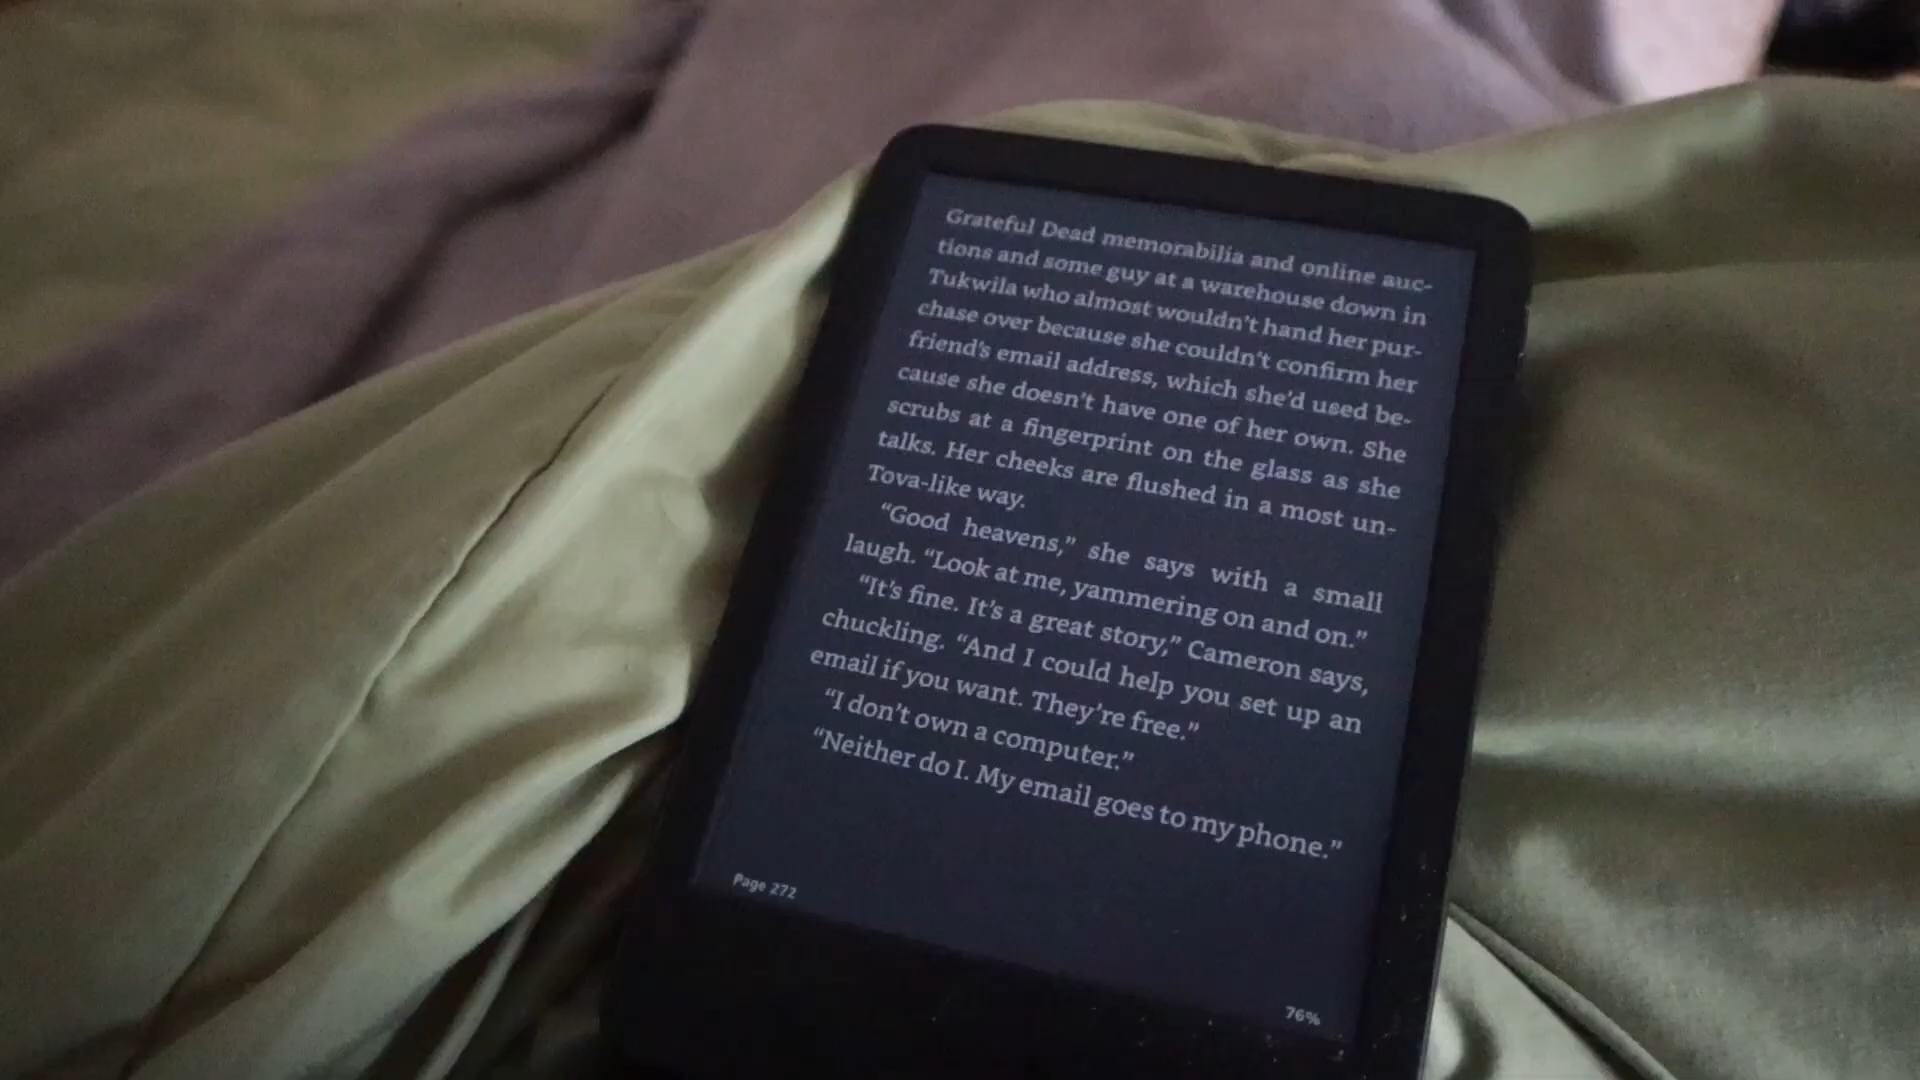 Grateful Dead memorabilia and online auc-
tions and some guy at a warehouse down in
Tukwila who almost wouldn’t hand her pur-
chase over because she couldn’t confirm her
friend’s email address, which she’d used be-
cause she doesn’t have one of her own. She
scrubs at a fingerprint on the glass as she
talks. Her cheeks are flushed in a most un-
Tova-like way.
“Good heavens,” she says with a small
laugh. “Look at me, yammering on and on.”
“It’s fine. It’s a great story,” Cameron says,
chuckling. “And I could help you set up an
email if you want. They’re free.”
“I don’t own a computer.”
“Neither do I. My email goes to my phone.”
Page 272
76%